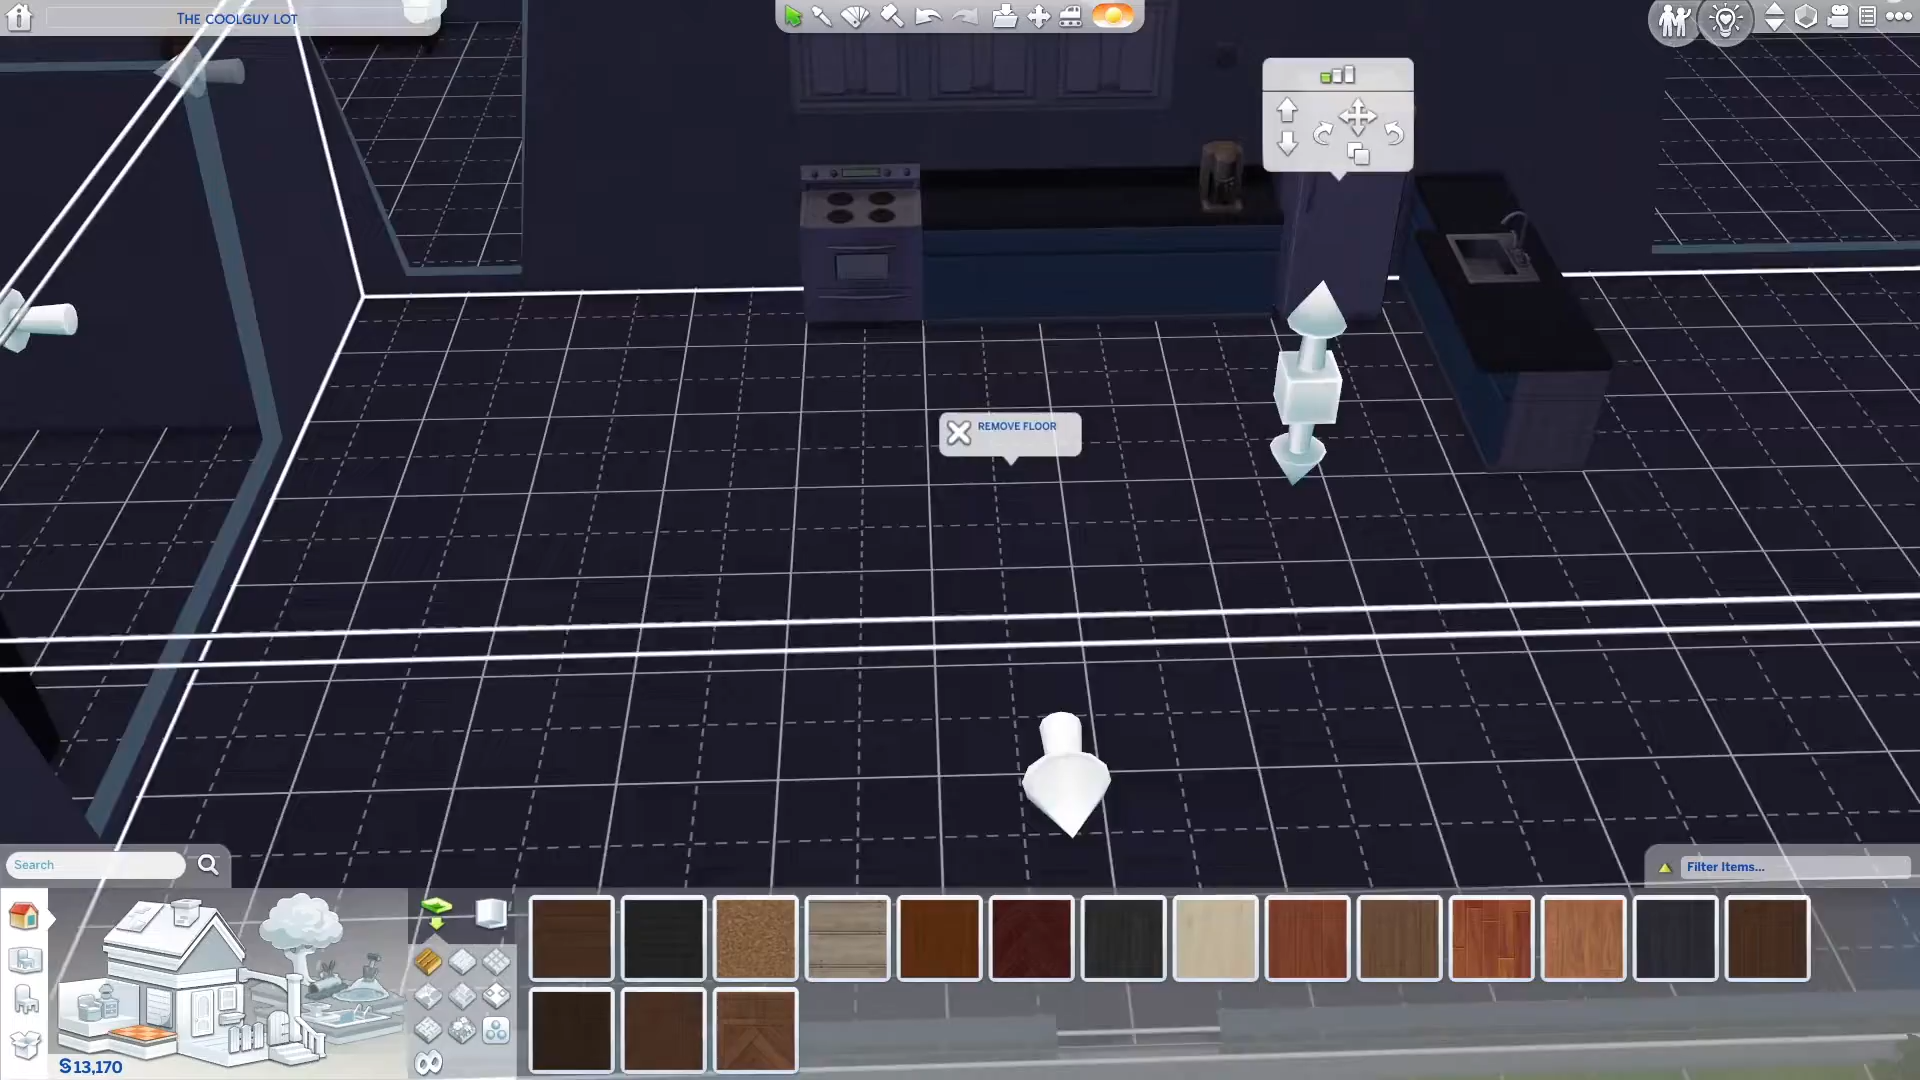 THE COOLGUY LOT
REMOVE FLOOR
Search
Filter Items...
§13,170